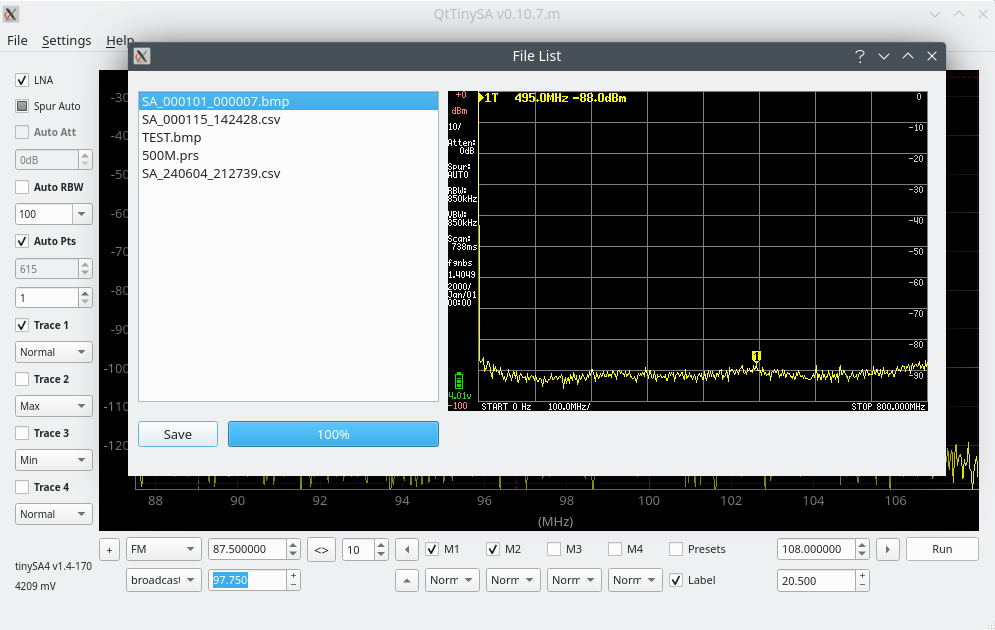 QtTinySA v0.10.7.m
File Settings Help
File List
LNA
Spur Auto
Auto Att
0dB
Auto RBW
100
Auto Pts
615
1
Trace 1
Normal
Trace 2
Max
Trace 3
Min
Trace 4
Normal
tinySA4 v1.4-170
4209 mV
-30
-40
-50
-60
-70
-80
-90
-100
-110
-120
SA_000101_000007.bmp
SA_000115_142428.csv
TEST.bmp
500M.prs
SA_240604_212739.csv
Save
100%
+0
dBm
10/
Atten:
0dB
Spur:
AUTO
RBW:
850kHz
VBW:
850kHz
Scan:
738ms
fgnbs
1.4049
2000/
Jan/01
00:00
4.01v
-100
1T 495.0MHz -88.0dBm
0
-10
-20
-30
-40
-50
-60
-70
-80
-90
1
START 0 Hz 100.0MHz/ STOP 800.000MHz
88 90 92 94 96 98 100 102 104 106
(MHz)
+ FM 87.500000 <> 10 M1 M2 M3 M4 Presets 108.000000 Run
broadcast 97.750 Norm Norm Norm Norm Label 20.500